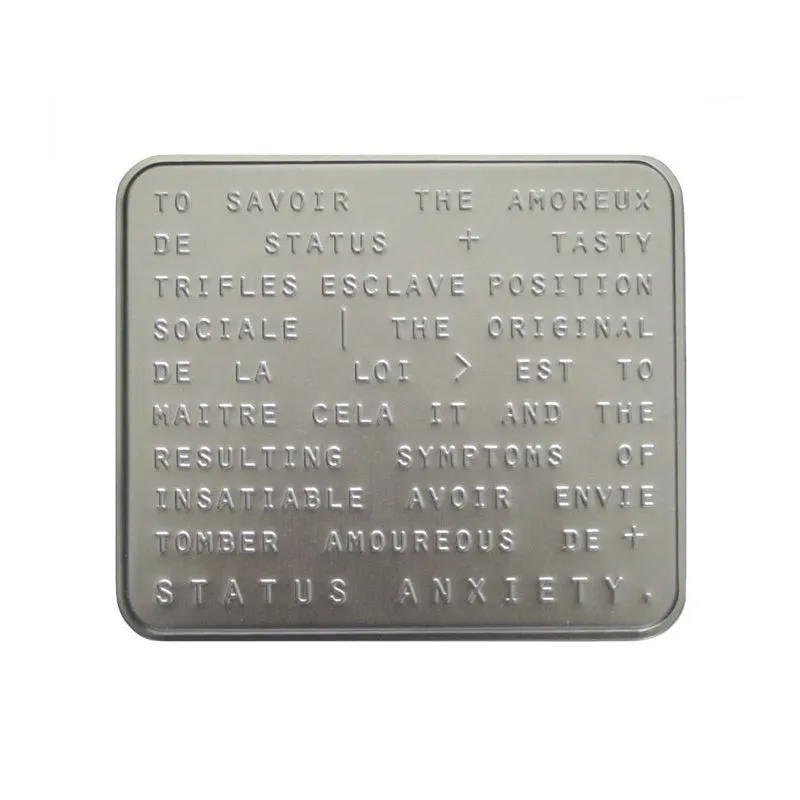 TO SAVOIR THE AMOREUX
DE STATUS + TASTY
TRIFLES ESCLAVE POSITION
SOCIALE | THE ORIGINAL
DE LA LOI > EST TO
MAITRE CELA IT AND THE
RESULTING SYMPTOMS OF
INSATIABLE AVOIR ENVIE
TOMBER AMOUREOUS DE +
STATUS ANXIETY.